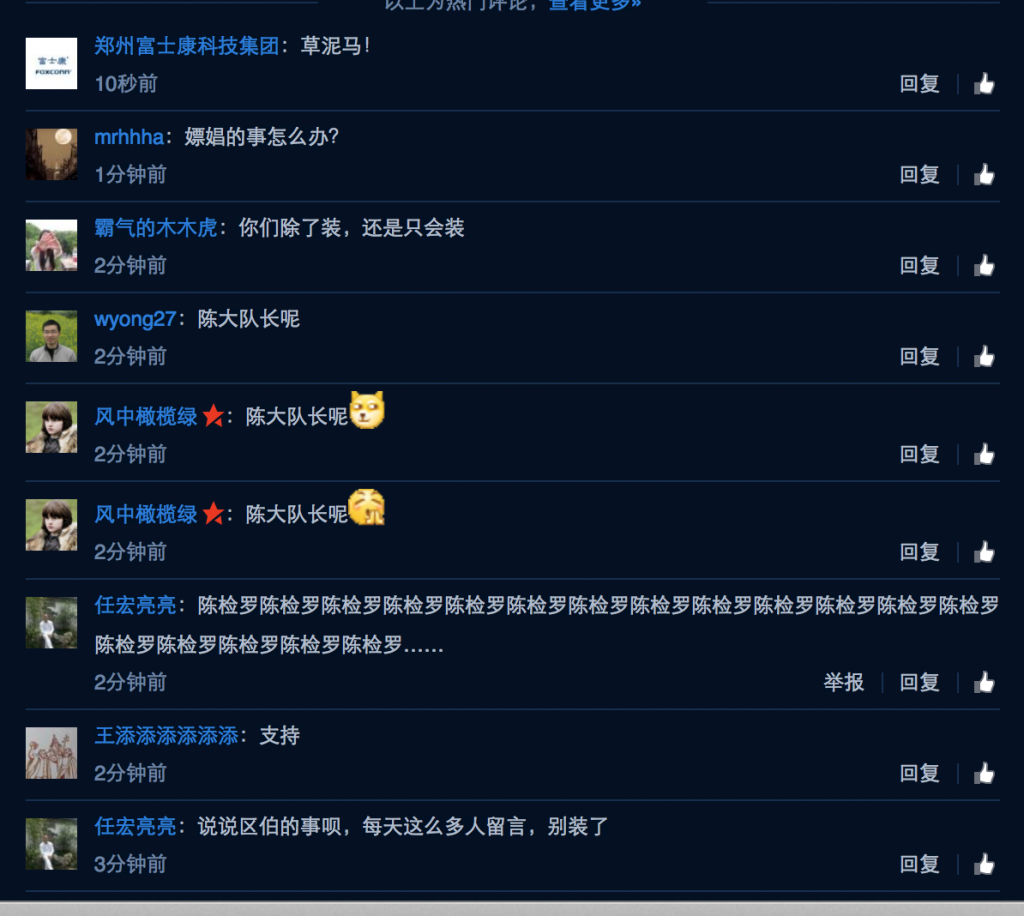 以上为热门评论，查看更多»
富士康
FOXCONN
郑州富士康科技集团：草泥马！
10秒前
回复
mrhhha：嫖娼的事怎么办?
1分钟前
回复
霸气的木木虎：你们除了装，还是只会装
2分钟前
回复
wyong27：陈大队长呢
2分钟前
回复
风中橄榄绿：陈大队长呢
2分钟前
回复
风中橄榄绿：陈大队长呢
2分钟前
回复
任宏亮亮：陈检罗陈检罗陈检罗陈检罗陈检罗陈检罗陈检罗陈检罗陈检罗陈检罗陈检罗陈检罗陈检罗
陈检罗陈检罗陈检罗陈检罗陈检罗……
2分钟前
举报 回复
王添添添添添添：支持
2分钟前
回复
任宏亮亮：说说区伯的事呗，每天这么多人留言，别装了
3分钟前
回复